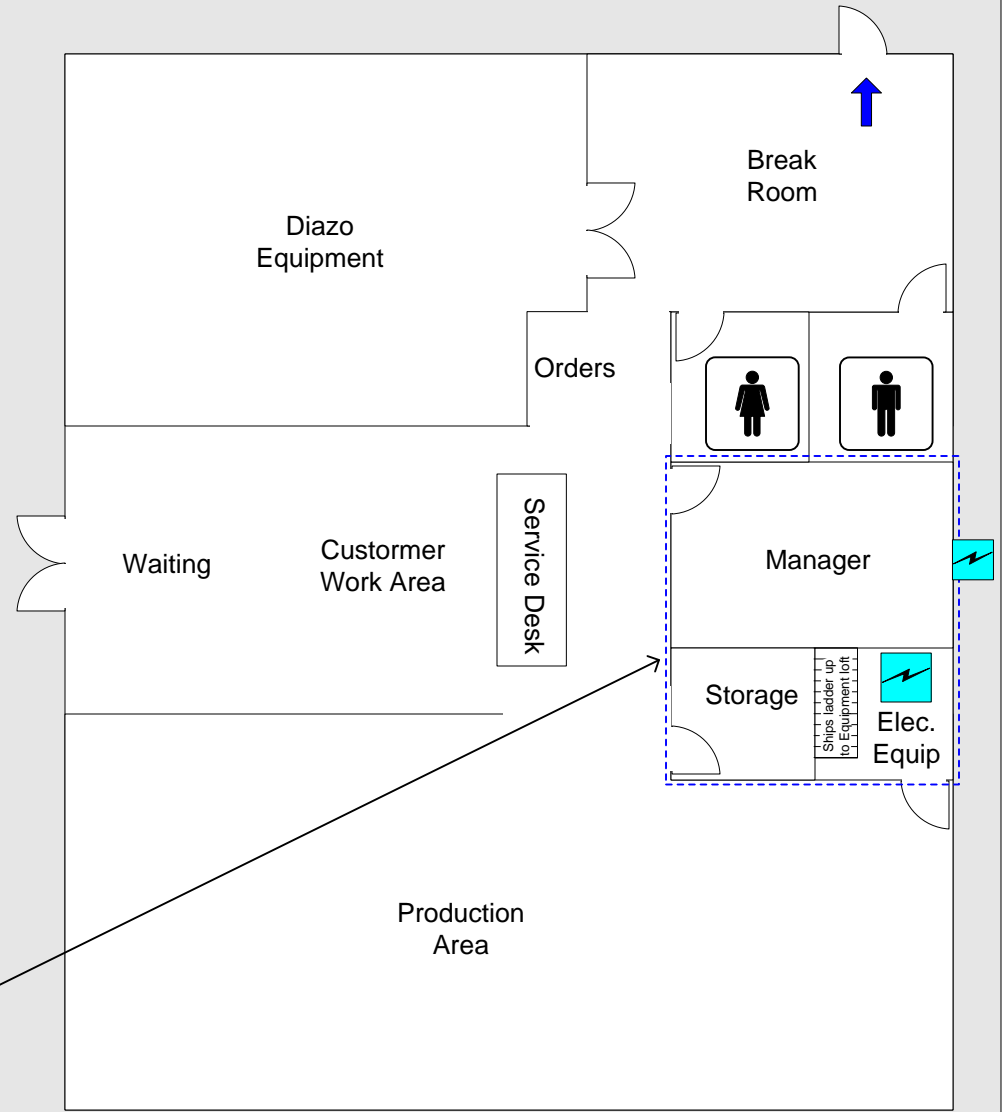 Break
Room
Diazo
Equipment
Orders
Waiting
Custormer
Work Area
Service Desk
Manager
Storage
Ships ladder up
to Equipment loft
Elec.
Equip
Production
Area